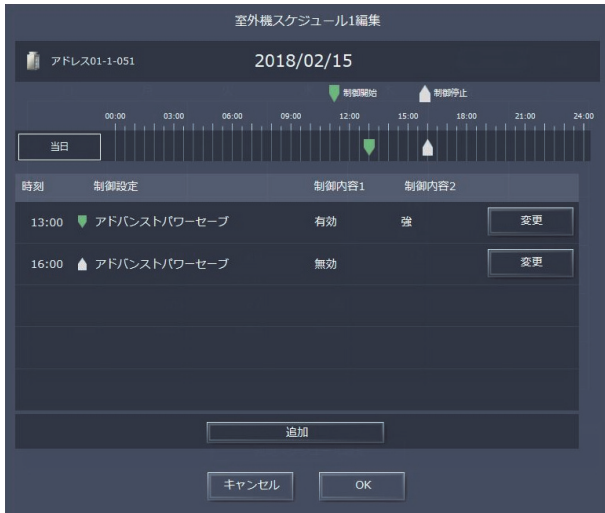 室外機スケジュール1編集
アドレス01-1-051 2018/02/15
制御開始 制御停止
00:00 03:00 06:00 09:00 12:00 15:00 18:00 21:00 24:00
当日
時刻 制御設定 制御内容1 制御内容2
13:00 アドバンストパワーセーブ 有効 強 変更
16:00 アドバンストパワーセーブ 無効 変更
追加
キャンセル OK